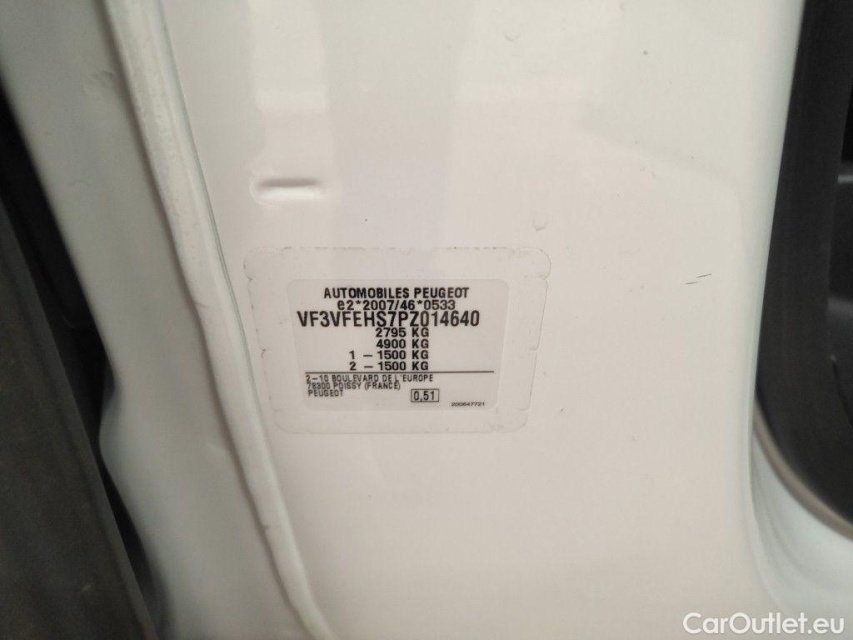 AUTOMOBILES PEUGEOT
e2*2007/46*0533
VF3VFEHS7PZ014640
2795 KG
4900 KG
1 - 1500 KG
2 - 1500 KG
2-10 BOULEVARD DE L'EUROPE
78300 POISSY (FRANCE)
PEUGEOT
0,51
CarOutlet.eu